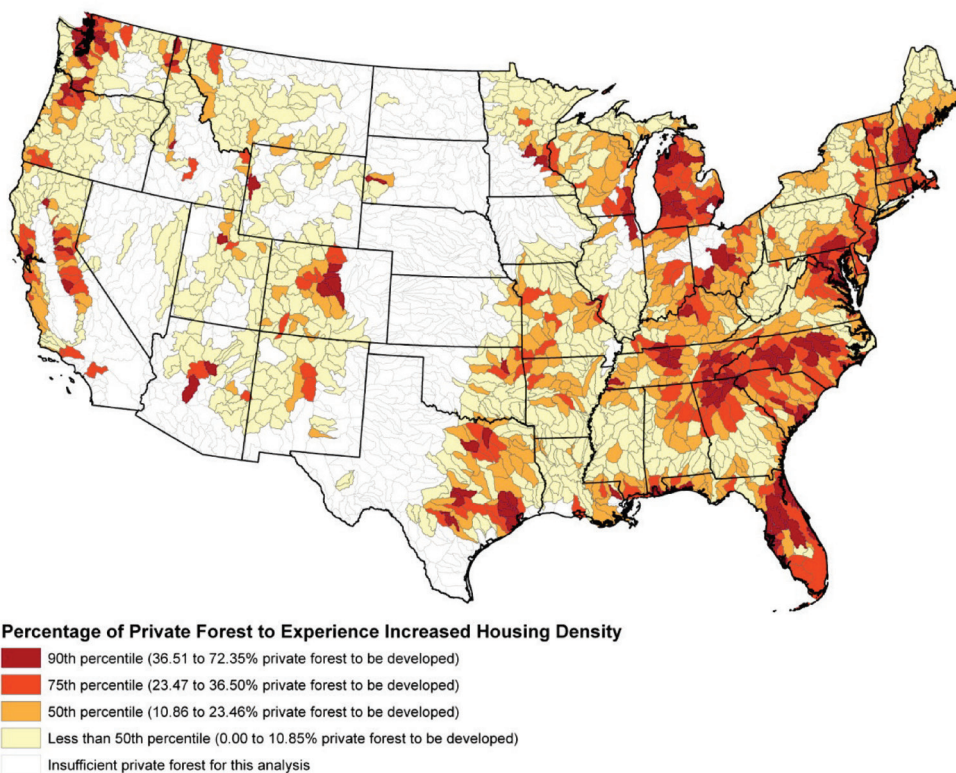 Percentage of Private Forest to Experience Increased Housing Density
90th percentile (36.51 to 72.35% private forest to be developed)
75th percentile (23.47 to 36.50% private forest to be developed)
50th percentile (10.86 to 23.46% private forest to be developed)
Less than 50th percentile (0.00 to 10.85% private forest to be developed)
Insufficient private forest for this analysis